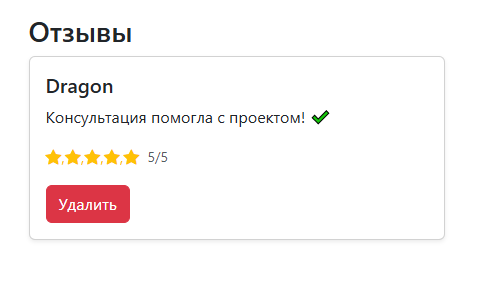 Отзывы
Dragon
Консультация помогла с проектом! ✔
⭐,⭐,⭐,⭐,⭐ 5/5
Удалить